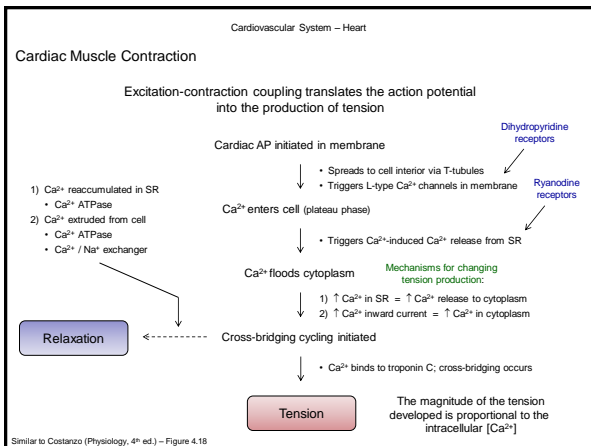 Cardiovascular System – Heart
Cardiac Muscle Contraction
Excitation-contraction coupling translates the action potential
into the production of tension
Cardiac AP initiated in membrane
Dihydropyridine
receptors
• Spreads to cell interior via T-tubules
• Triggers L-type Ca²⁺ channels in membrane
Ryanodine
receptors
1) Ca²⁺ reaccumulated in SR
• Ca²⁺ ATPase
2) Ca²⁺ extruded from cell
• Ca²⁺ ATPase
• Ca²⁺ / Na⁺ exchanger
Ca²⁺ enters cell (plateau phase)
• Triggers Ca²⁺-induced Ca²⁺ release from SR
Ca²⁺ floods cytoplasm
Mechanisms for changing
tension production:
1) ↑ Ca²⁺ in SR = ↑ Ca²⁺ release to cytoplasm
2) ↑ Ca²⁺ inward current = ↑ Ca²⁺ in cytoplasm
Relaxation
Cross-bridging cycling initiated
• Ca²⁺ binds to troponin C; cross-bridging occurs
Tension
The magnitude of the tension
developed is proportional to the
intracellular [Ca²⁺]
Similar to Costanzo (Physiology, 4th ed.) – Figure 4.18